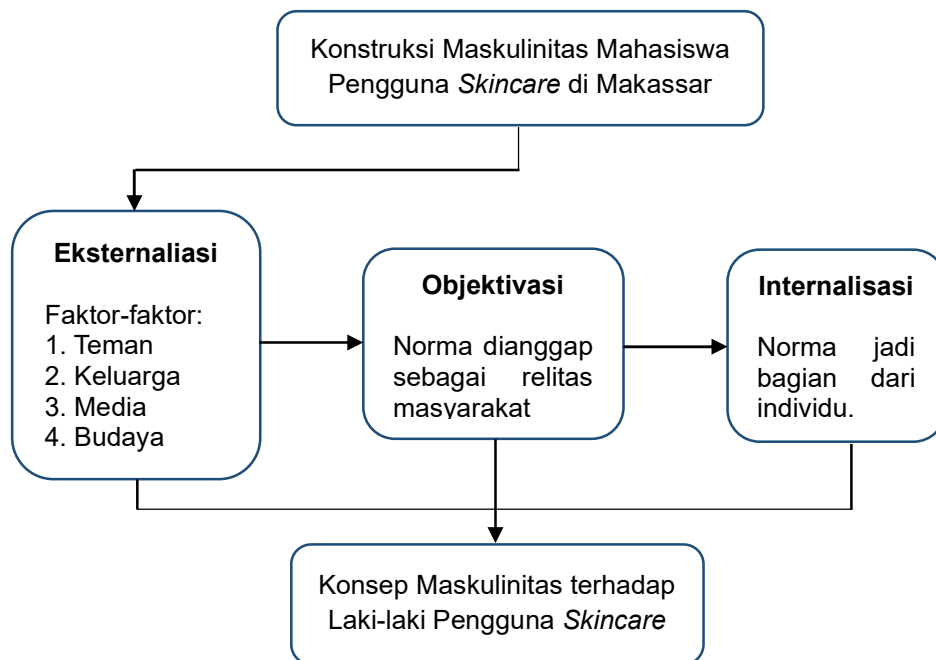 Konstruksi Maskulinitas Mahasiswa
Pengguna Skincare di Makassar
Eksternaliasi
Faktor-faktor:
1. Teman
2. Keluarga
3. Media
4. Budaya
Objektivasi
Norma dianggap
sebagai relitas
masyarakat
Internalisasi
Norma jadi
bagian dari
individu.
Konsep Maskulinitas terhadap
Laki-laki Pengguna Skincare